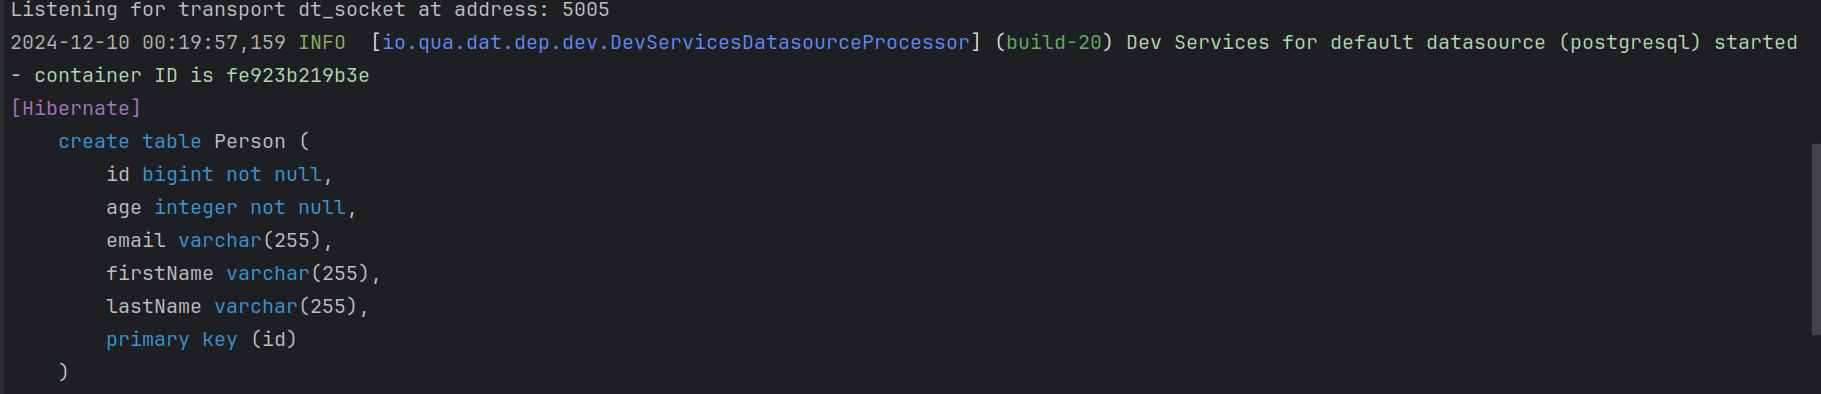 Listening for transport dt_socket at address: 5005
2024-12-10 00:19:57,159 INFO  [io.qua.dat.dep.dev.DevServicesDatasourceProcessor] (build-20) Dev Services for default datasource (postgresql) started
- container ID is fe923b219b3e
[Hibernate]
    create table Person (
        id bigint not null,
        age integer not null,
        email varchar(255),
        firstName varchar(255),
        lastName varchar(255),
        primary key (id)
    )